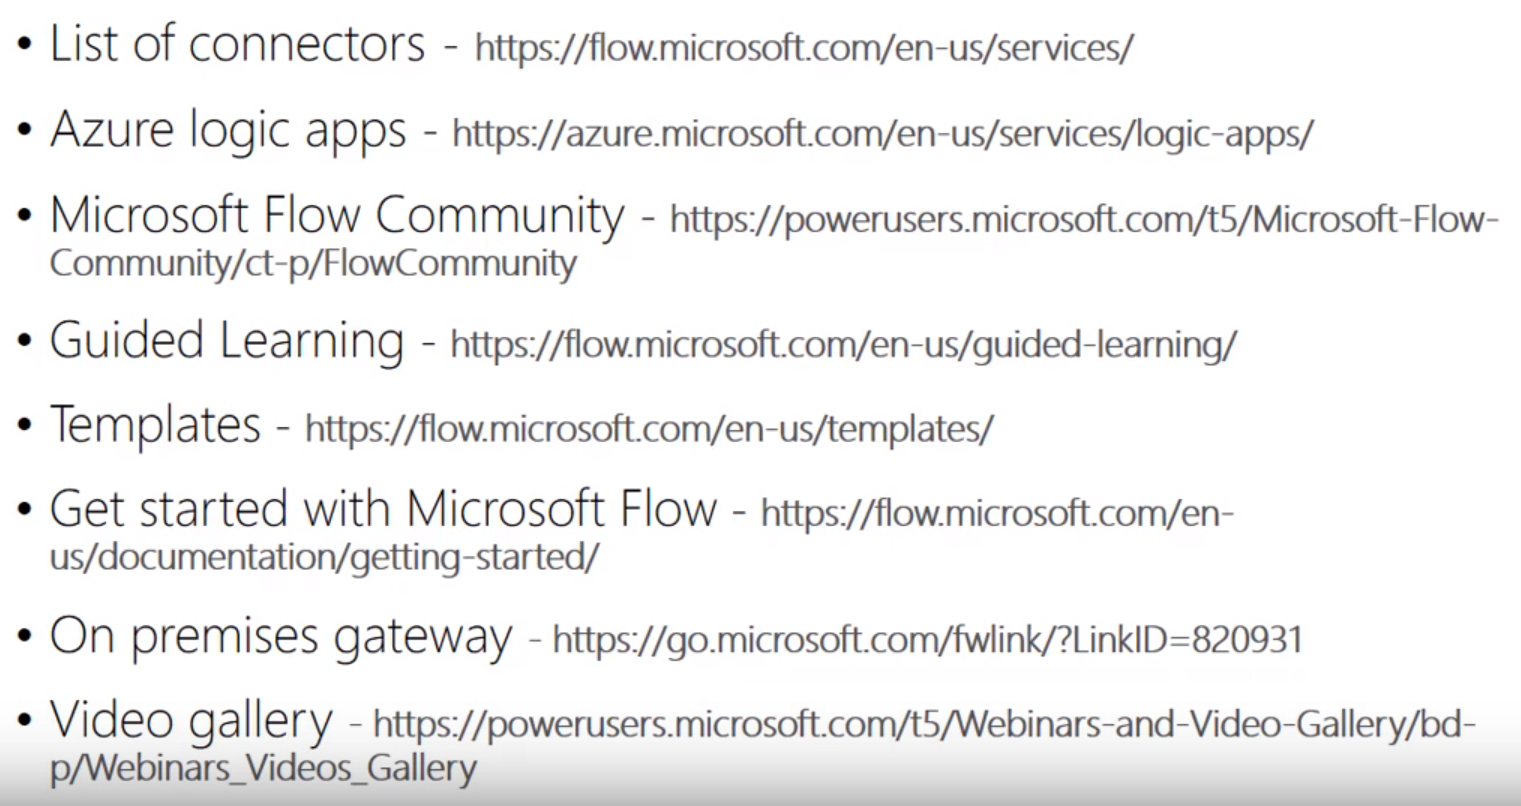 • List of connectors - https://flow.microsoft.com/en-us/services/
• Azure logic apps - https://azure.microsoft.com/en-us/services/logic-apps/
• Microsoft Flow Community - https://powerusers.microsoft.com/t5/Microsoft-Flow-
Community/ct-p/FlowCommunity
• Guided Learning - https://flow.microsoft.com/en-us/guided-learning/
• Templates - https://flow.microsoft.com/en-us/templates/
• Get started with Microsoft Flow - https://flow.microsoft.com/en-
us/documentation/getting-started/
• On premises gateway - https://go.microsoft.com/fwlink/?LinkID=820931
• Video gallery - https://powerusers.microsoft.com/t5/Webinars-and-Video-Gallery/bd-
p/Webinars_Videos_Gallery